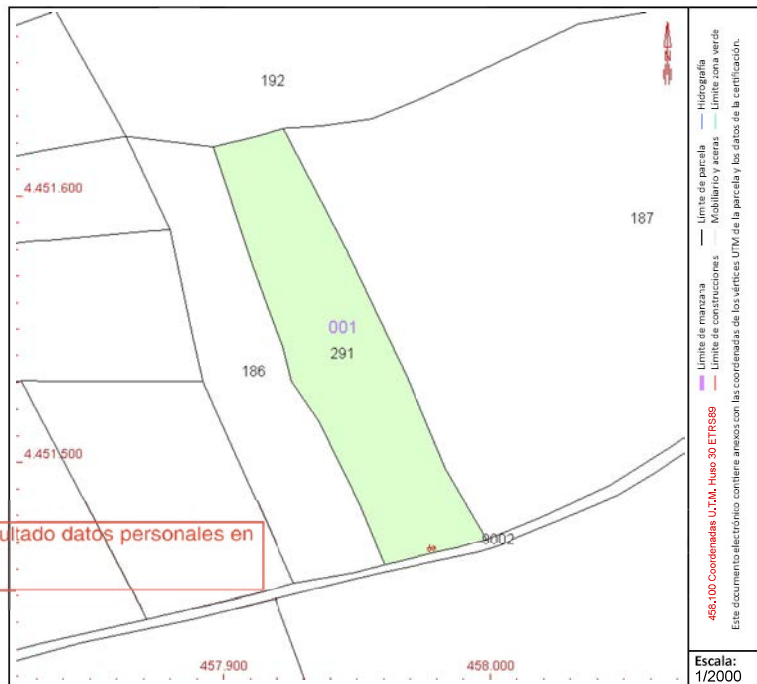 192
N
4.451.600
187
001
291
186
4.451.500
ultado datos personales en
9002
457.900
458.000
Límite de manzana
Límite de parcela
Hidrografía
458.100 Coordenadas U.T.M. Huso 30 ETRS89
Límite de construcciones
Mobiliario y aceras
Límite zona verde
Este documento electrónico contiene anexos con las coordenadas de los vértices UTM de la parcela y los datos de la certificación.
Escala:
1/2000